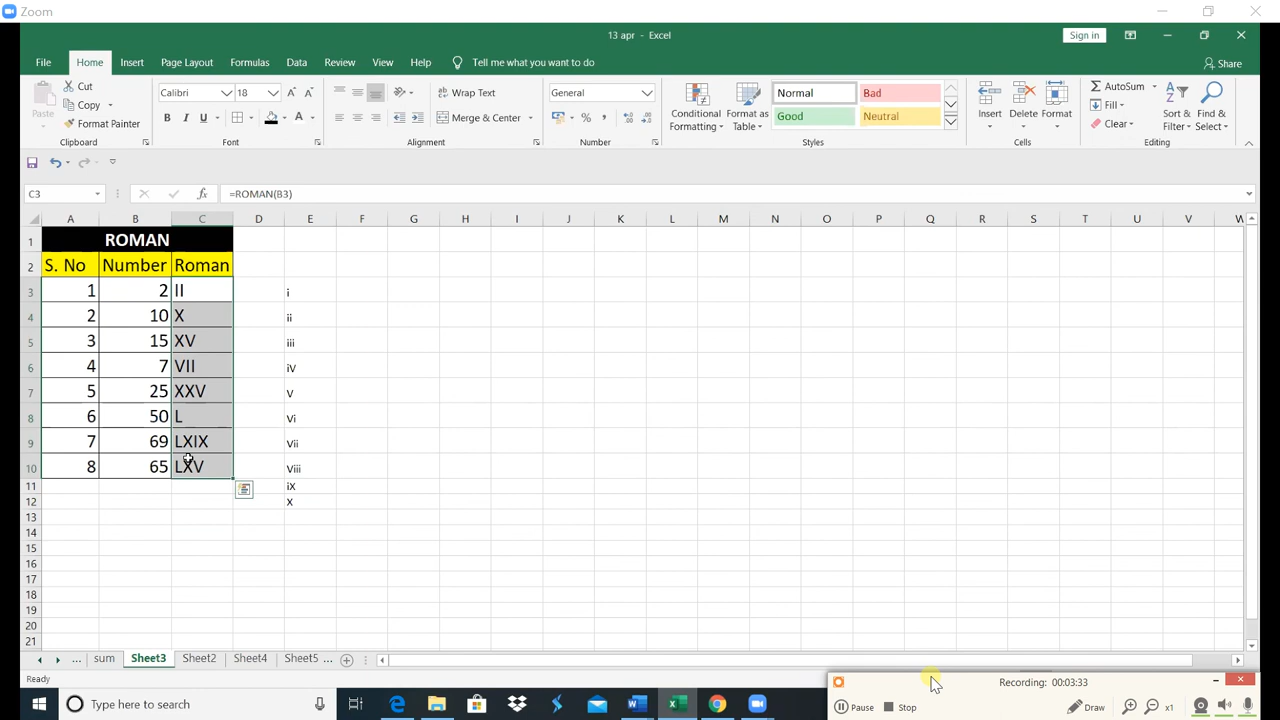 Zoom
13 apr - Excel
Sign in
File Home Insert Page Layout Formulas Data Review View Help Tell me what you want to do Share
Paste Cut Copy Format Painter
Calibri 18 A A
B I U A
Wrap Text
Merge & Center
General
%
Conditional Formatting
Format as Table
Normal Bad
Good Neutral
Insert Delete Format
AutoSum
Fill
Clear
Sort & Filter
Find & Select
Clipboard Font Alignment Number Styles Cells Editing
C3 fx =ROMAN(B3)
A B C D E F G H I J K L M N O P Q R S T U V W
1 ROMAN
2 S. No Number Roman
3 1 2 II i
4 2 10 X ii
5 3 15 XV iii
6 4 7 VII iV
7 5 25 XXV V
8 6 50 L Vi
9 7 69 LXIX Vii
10 8 65 LXV Viii
11 iX
12 X
13
14
15
16
17
18
19
20
21
... sum Sheet3 Sheet2 Sheet4 Sheet5 ...
Ready
Recording: 00:03:33
Type here to search
Pause Stop Draw x1